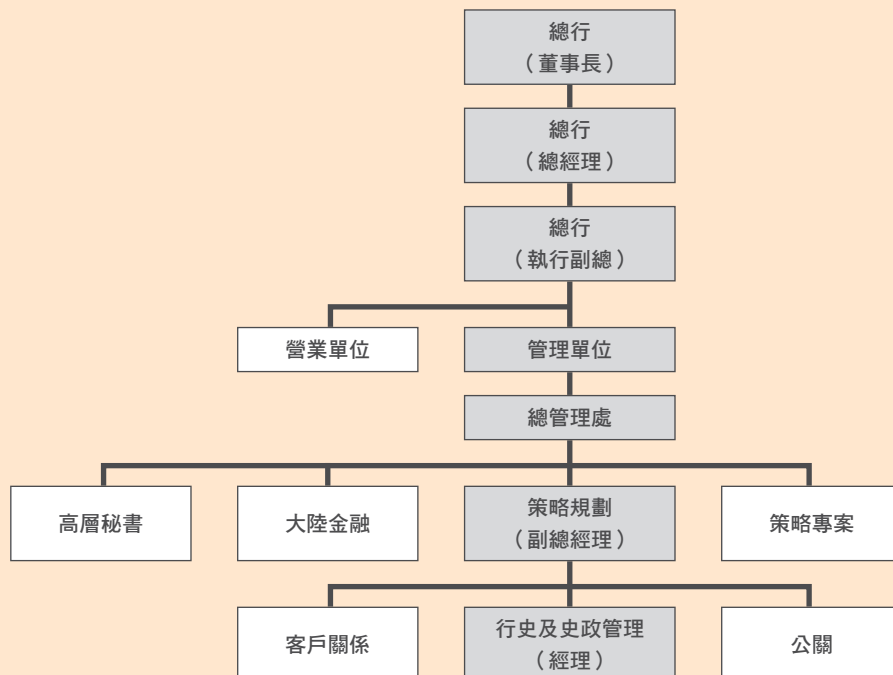 總行
（董事長）
總行
（總經理）
總行
（執行副總）
營業單位
管理單位
總管理處
高層秘書
大陸金融
策略規劃
（副總經理）
策略專案
客戶關係
行史及史政管理
（經理）
公關